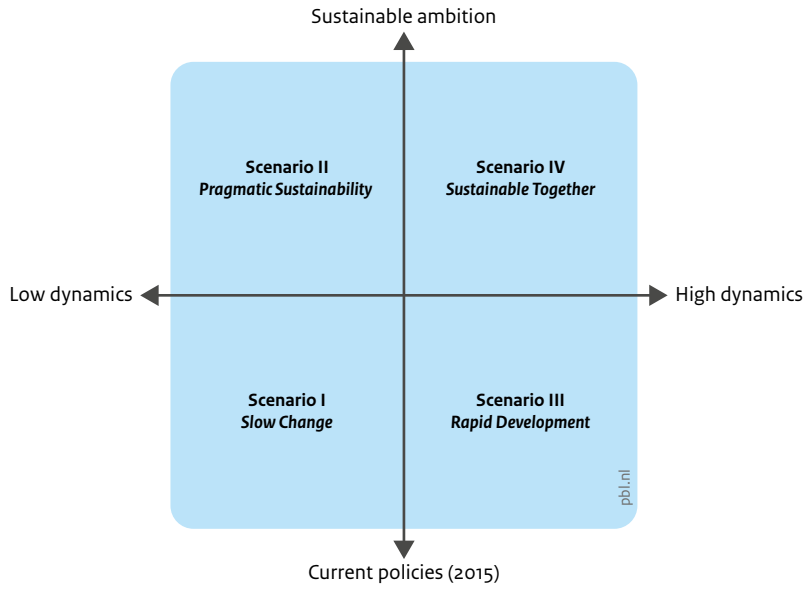 Sustainable ambition
Scenario II
Pragmatic Sustainability
Scenario IV
Sustainable Together
Low dynamics
High dynamics
Scenario I
Slow Change
Scenario III
Rapid Development
pbl.nl
Current policies (2015)